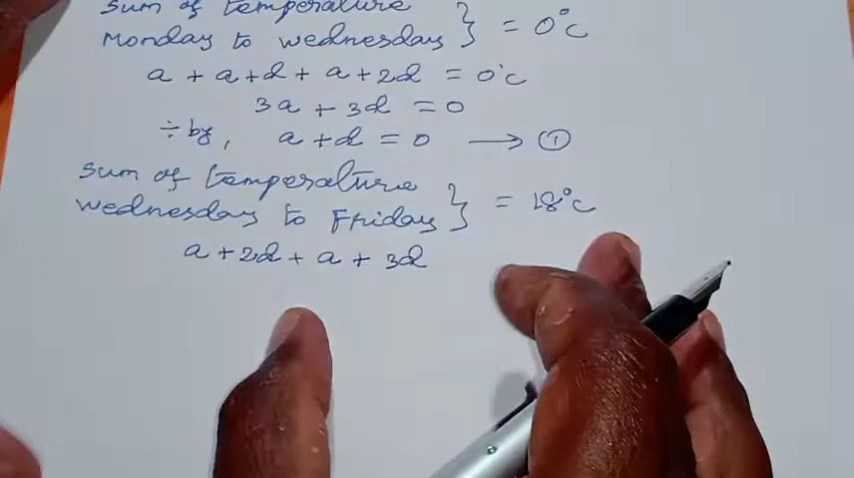 Sum of temperature
Monday to wednesday } = 0°c
a + a+d + a+2d = 0°c
3a + 3d = 0
÷ by, a + d = 0 → ①
Sum of temperature
wednesday to Friday } = 18°c
a + 2d + a + 3d